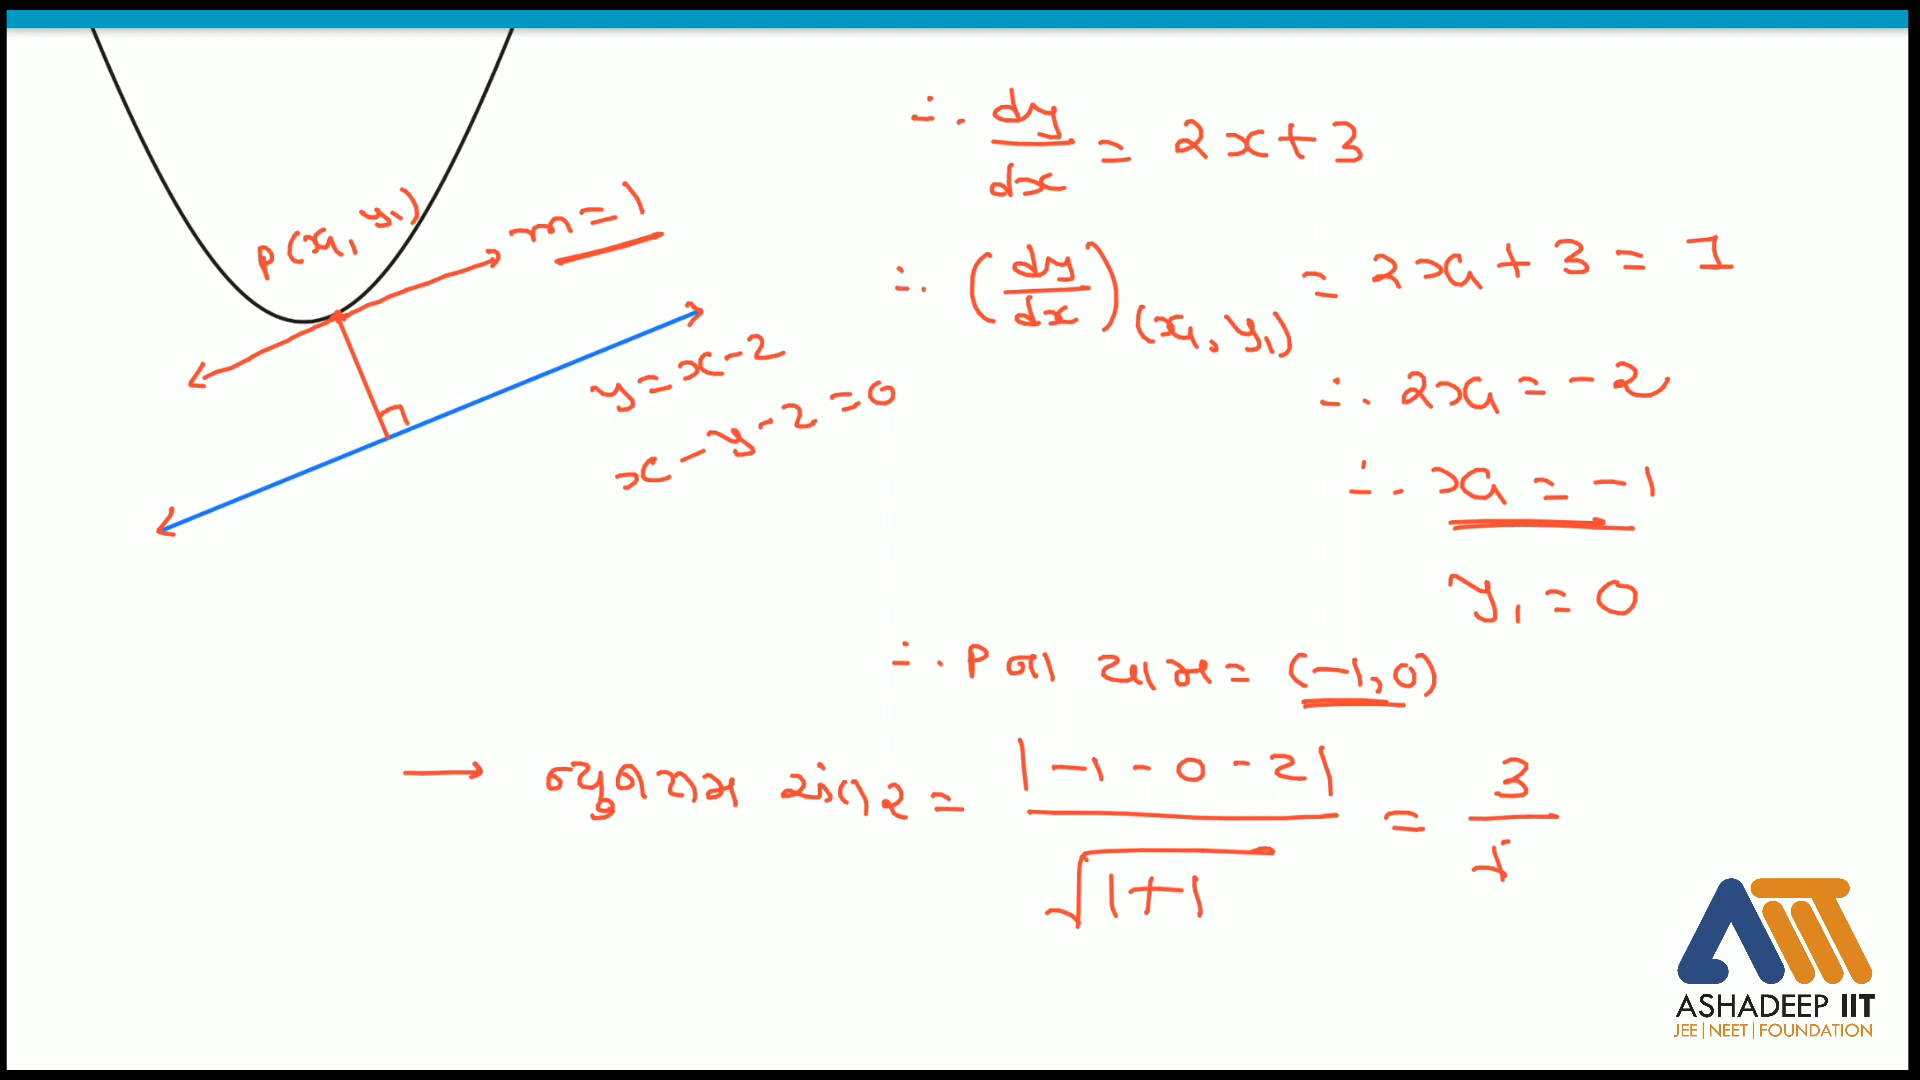 P(x₁, y₁)
m = 1
y = x - 2
x - y - 2 = 0
∴ dy/dx = 2x + 3
∴ (dy/dx)(x₁, y₁) = 2x₁ + 3 = 1
∴ 2x₁ = -2
∴ x₁ = -1
y₁ = 0
∴ P ના યામ = (-1, 0)
→ ન્યુનતમ અંતર = |-1 - 0 - 2| / √1+1 = 3/√
ASHADEEP IIT
JEE | NEET | FOUNDATION